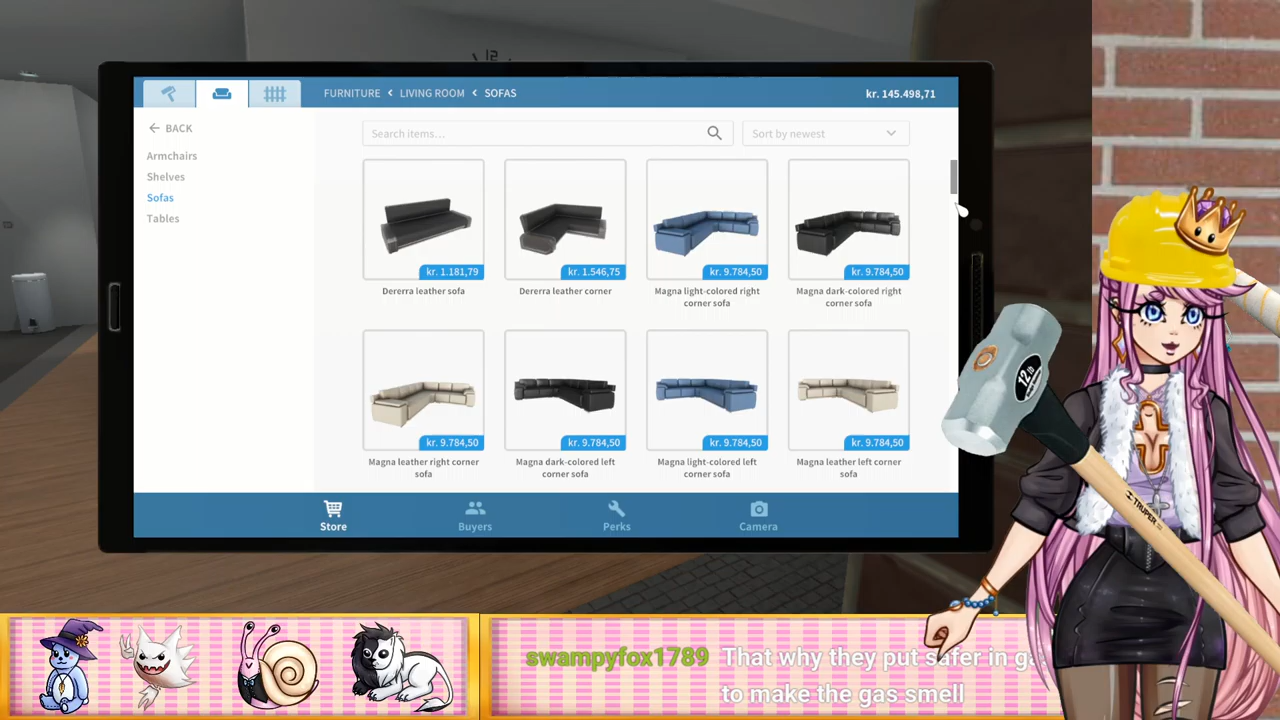 FURNITURE < LIVING ROOM < SOFAS
kr. 145.498,71
BACK
Search items...
Sort by newest
Armchairs
Shelves
Sofas
Tables
kr. 1.181,79
kr. 1.546,75
kr. 9.784,50
kr. 9.784,50
Dererra leather sofa
Dererra leather corner
Magna light-colored right
corner sofa
Magna dark-colored right
corner sofa
kr. 9.784,50
kr. 9.784,50
kr. 9.784,50
kr. 9.784,50
Magna leather right corner
sofa
Magna dark-colored left
corner sofa
Magna light-colored left
corner sofa
Magna leather left corner
sofa
Store
Buyers
Perks
Camera
12
TRUPER
swampyfox1789 That why they put safer in
to make the gas smell